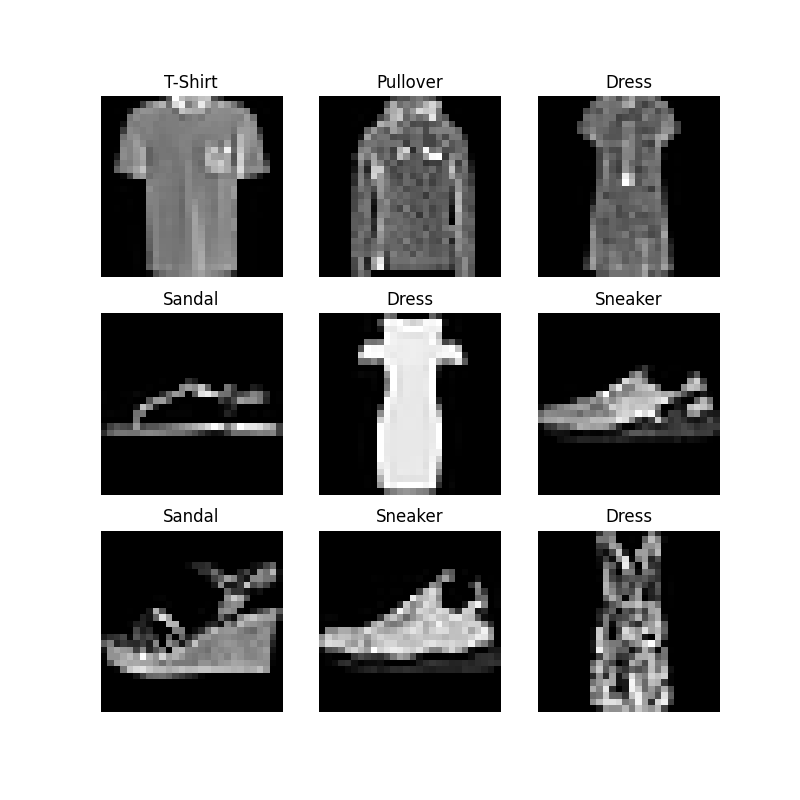 T-Shirt
Pullover
Dress
Sandal
Dress
Sneaker
Sandal
Sneaker
Dress